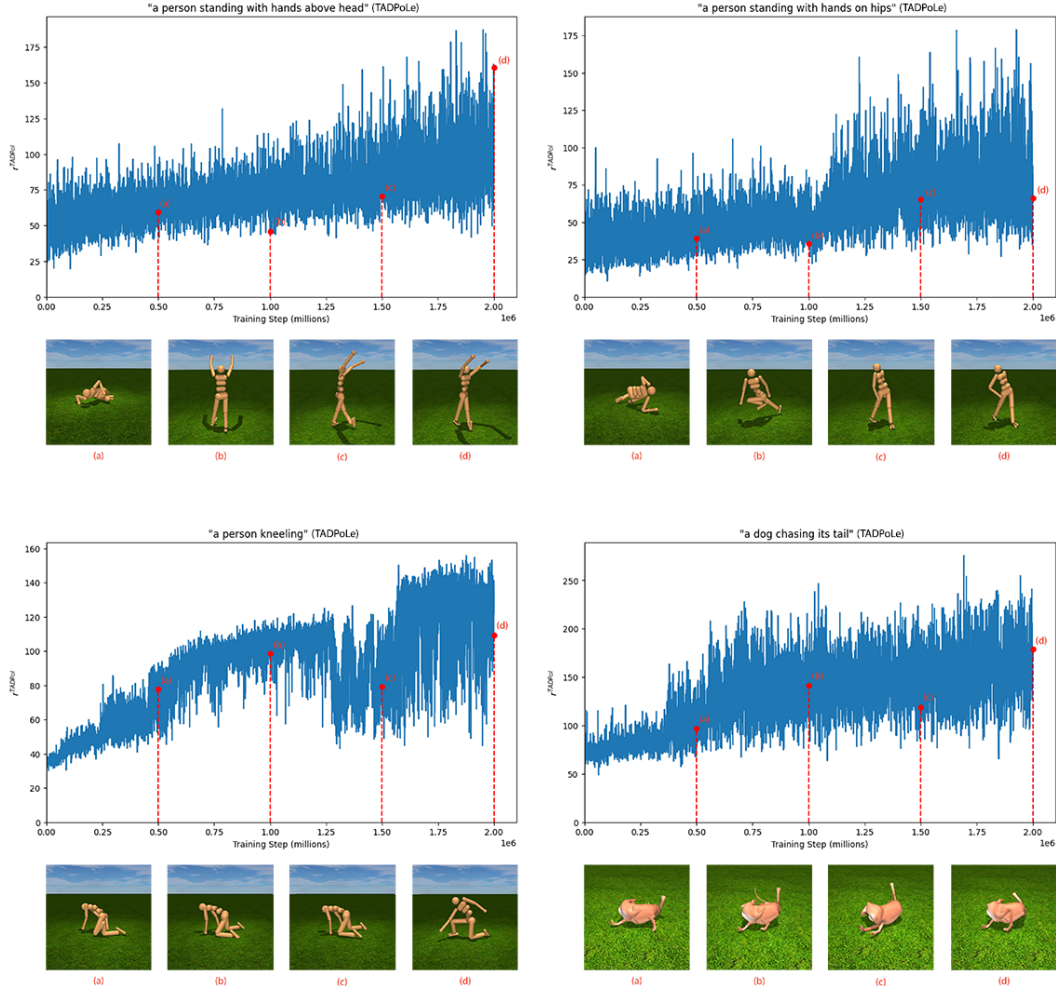 "a person standing with hands above head" (TADPoLe)
r^TADPoL
175
150
125
100
75
50
25
0
(a)
(b)
(c)
(d)
0.00 0.25 0.50 0.75 1.00 1.25 1.50 1.75 2.00
Training Step (millions)
1e6
(a) (b) (c) (d)
"a person standing with hands on hips" (TADPoLe)
r^TADPoL
175
150
125
100
75
50
25
0
(a)
(b)
(c)
(d)
0.00 0.25 0.50 0.75 1.00 1.25 1.50 1.75 2.00
Training Step (millions)
1e6
(a) (b) (c) (d)
"a person kneeling" (TADPoLe)
r^TADPoL
160
140
120
100
80
60
40
20
0
(a)
(b)
(c)
(d)
0.00 0.25 0.50 0.75 1.00 1.25 1.50 1.75 2.00
Training Step (millions)
1e6
(a) (b) (c) (d)
"a dog chasing its tail" (TADPoLe)
r^TADPoL
250
200
150
100
50
0
(a)
(b)
(c)
(d)
0.00 0.25 0.50 0.75 1.00 1.25 1.50 1.75 2.00
Training Step (millions)
1e6
(a) (b) (c) (d)